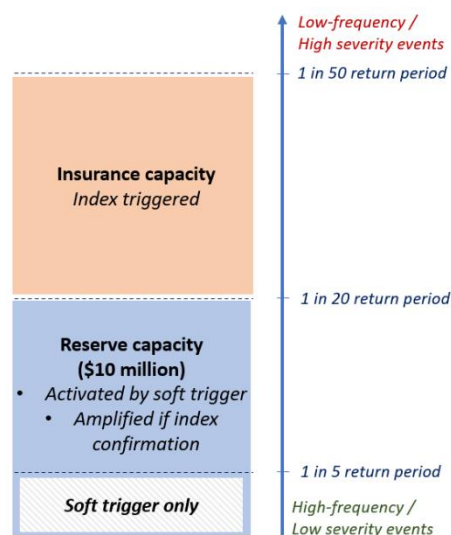 Low-frequency /
High severity events
1 in 50 return period
Insurance capacity
Index triggered
1 in 20 return period
Reserve capacity
($10 million)
• Activated by soft trigger
• Amplified if index
confirmation
1 in 5 return period
Soft trigger only
High-frequency /
Low severity events